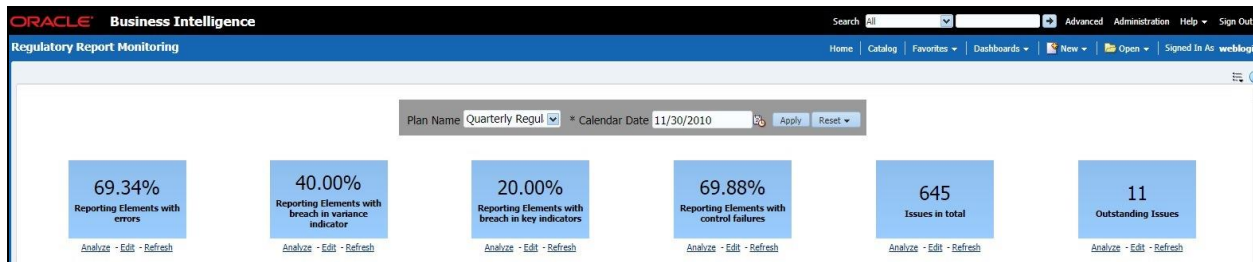 ORACLE Business Intelligence
Search All Advanced Administration Help Sign Out
Regulatory Report Monitoring
Home Catalog Favorites Dashboards New Open Signed In As weblogi
Plan Name Quarterly Regul * Calendar Date 11/30/2010 Apply Reset
69.34%
Reporting Elements with
errors
Analyze - Edit - Refresh
40.00%
Reporting Elements with
breach in variance
indicator
Analyze - Edit - Refresh
20.00%
Reporting Elements with
breach in key indicators
Analyze - Edit - Refresh
69.88%
Reporting Elements with
control failures
Analyze - Edit - Refresh
645
Issues in total
Analyze - Edit - Refresh
11
Outstanding Issues
Analyze - Edit - Refresh